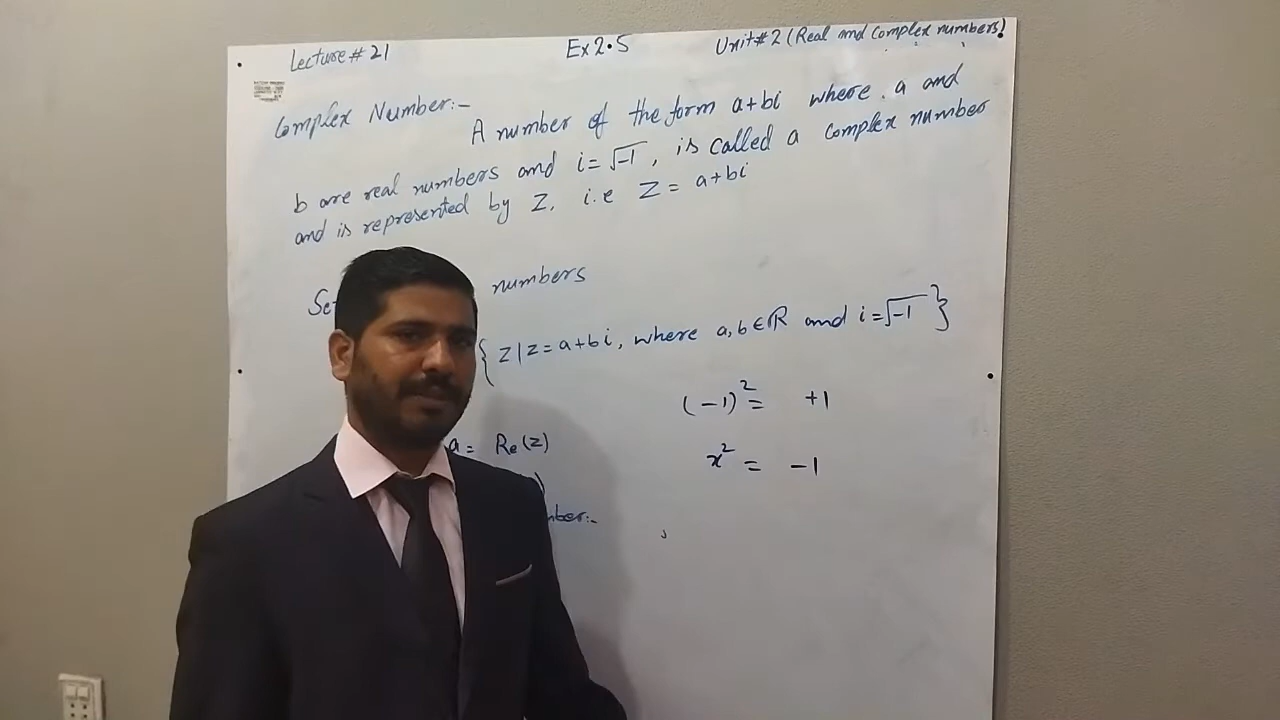 Lecture # 21 Ex 2.5 Unit # 2 (Real and Complex numbers)
Complex Number:-
A number of the form a+bi where a and
b are real numbers and i = √-1, is called a complex number
and is represented by Z. i.e Z = a+bi
numbers
{ Z | Z = a+bi, where a, b ∈ R and i = √-1 }
(-1)² = +1
a = Re(Z)
x² = -1